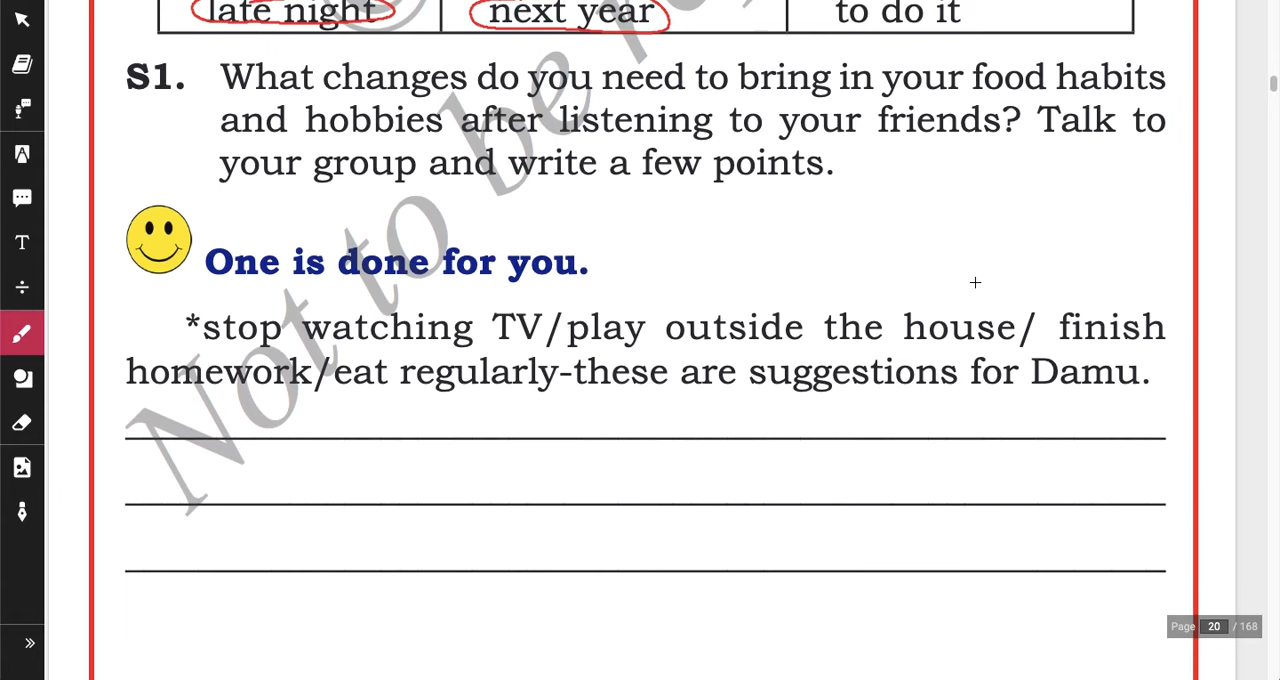 late night next year to do it
S1. What changes do you need to bring in your food habits
and hobbies after listening to your friends? Talk to
your group and write a few points.
One is done for you.
*stop watching TV/play outside the house/ finish
homework/eat regularly-these are suggestions for Damu.
Not to be
Page 20 / 168